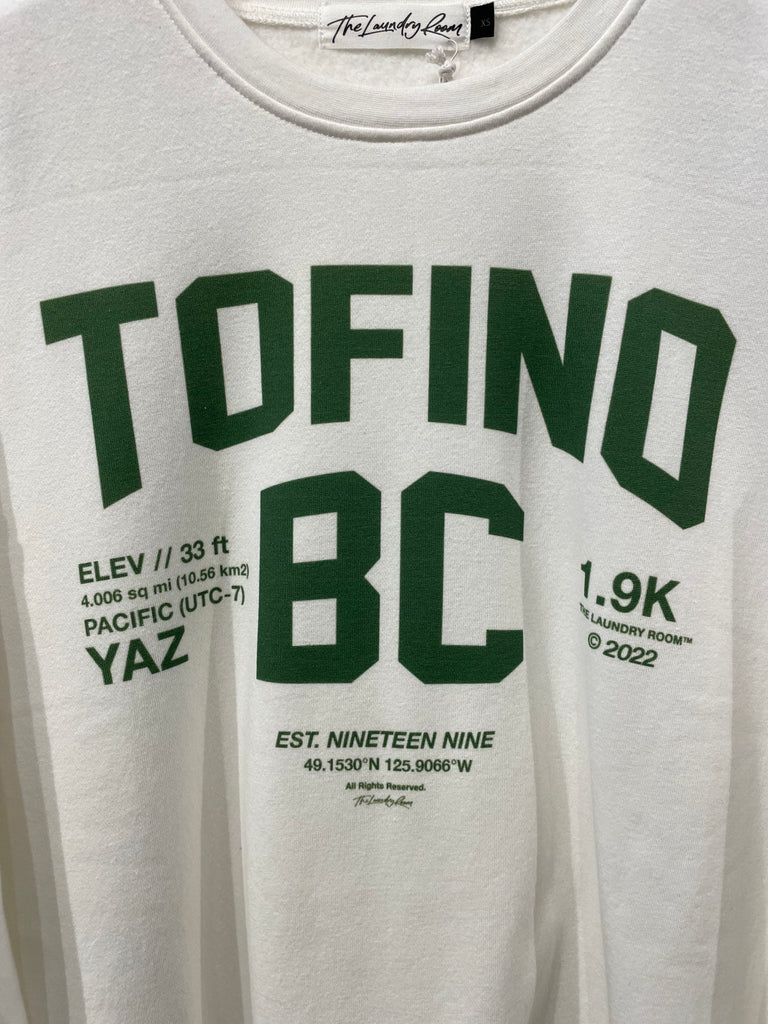 The Laundry Room
XS
TOFINO
BC
ELEV // 33 ft
4.006 sq mi (10.56 km2)
PACIFIC (UTC-7)
YAZ
1.9K
THE LAUNDRY ROOM™
© 2022
EST. NINETEEN NINE
49.1530°N 125.9066°W
All Rights Reserved.
The Laundry Room